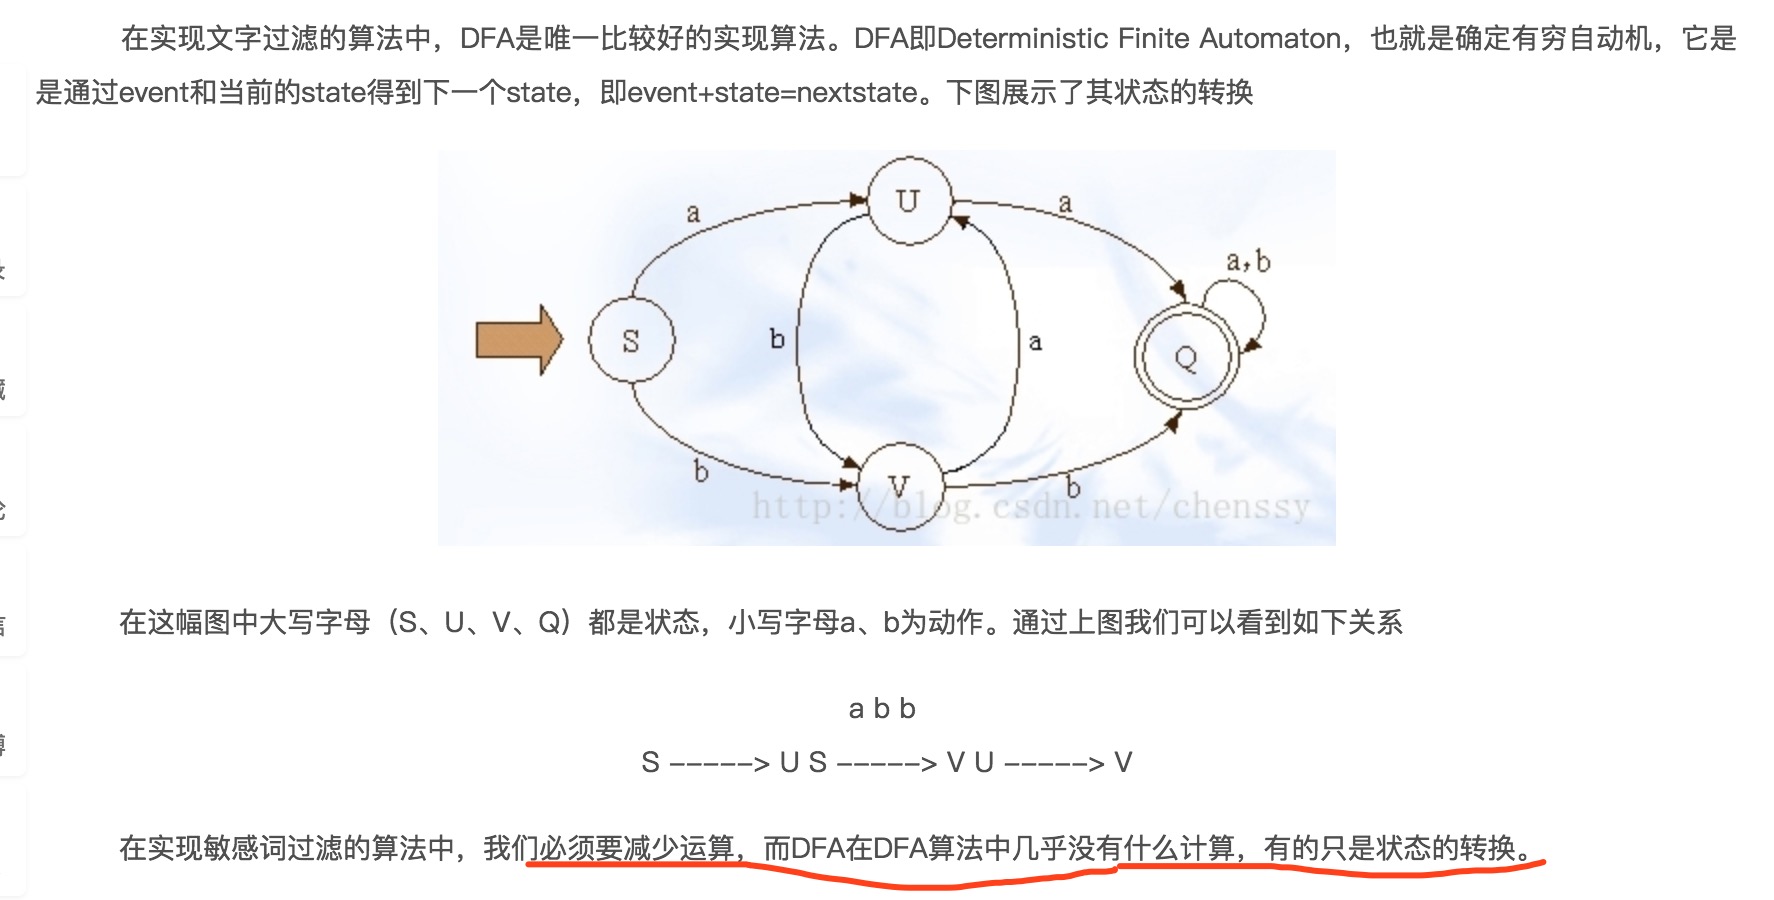 在实现文字过滤的算法中，DFA是唯一比较好的实现算法。DFA即Deterministic Finite Automaton，也就是确定有穷自动机，它是
是通过event和当前的state得到下一个state，即event+state=nextstate。下图展示了其状态的转换
U
a
a
a,b
S
b
a
Q
b
V
b
http://blog.csdn.net/chenssy
在这幅图中大写字母（S、U、V、Q）都是状态，小写字母a、b为动作。通过上图我们可以看到如下关系
a b b
S -----> U S -----> V U -----> V
在实现敏感词过滤的算法中，我们必须要减少运算，而DFA在DFA算法中几乎没有什么计算，有的只是状态的转换。